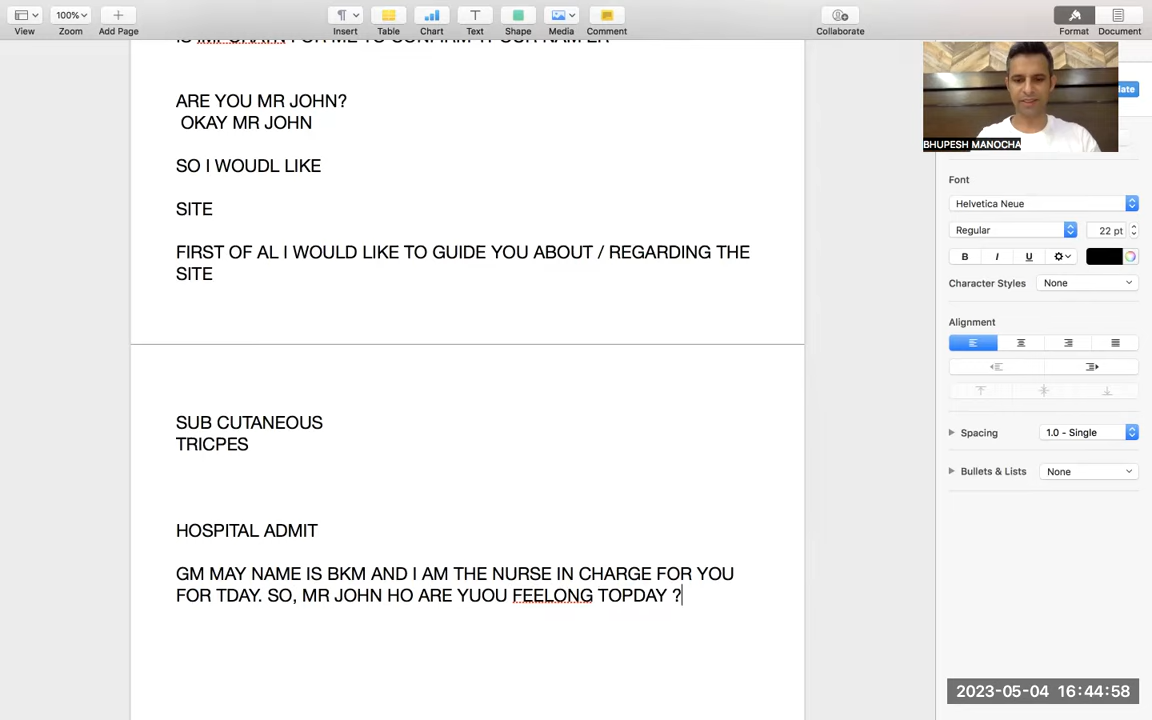 View
100%
Zoom
Add Page
Insert
Table
Chart
Text
Shape
Media
Comment
Collaborate
Format
Document
FOR ME TO
ARE YOU MR JOHN?
OKAY MR JOHN
SO I WOUDL LIKE
SITE
FIRST OF AL I WOULD LIKE TO GUIDE YOU ABOUT / REGARDING THE
SITE
SUB CUTANEOUS
TRICPES
HOSPITAL ADMIT
GM MAY NAME IS BKM AND I AM THE NURSE IN CHARGE FOR YOU
FOR TDAY. SO, MR JOHN HO ARE YUOU FEELONG TOPDAY ?
late
BHUPESH MANOCHA
Font
Helvetica Neue
Regular
22 pt
B I U
Character Styles None
Alignment
Spacing 1.0 - Single
Bullets & Lists None
2023-05-04 16:44:58